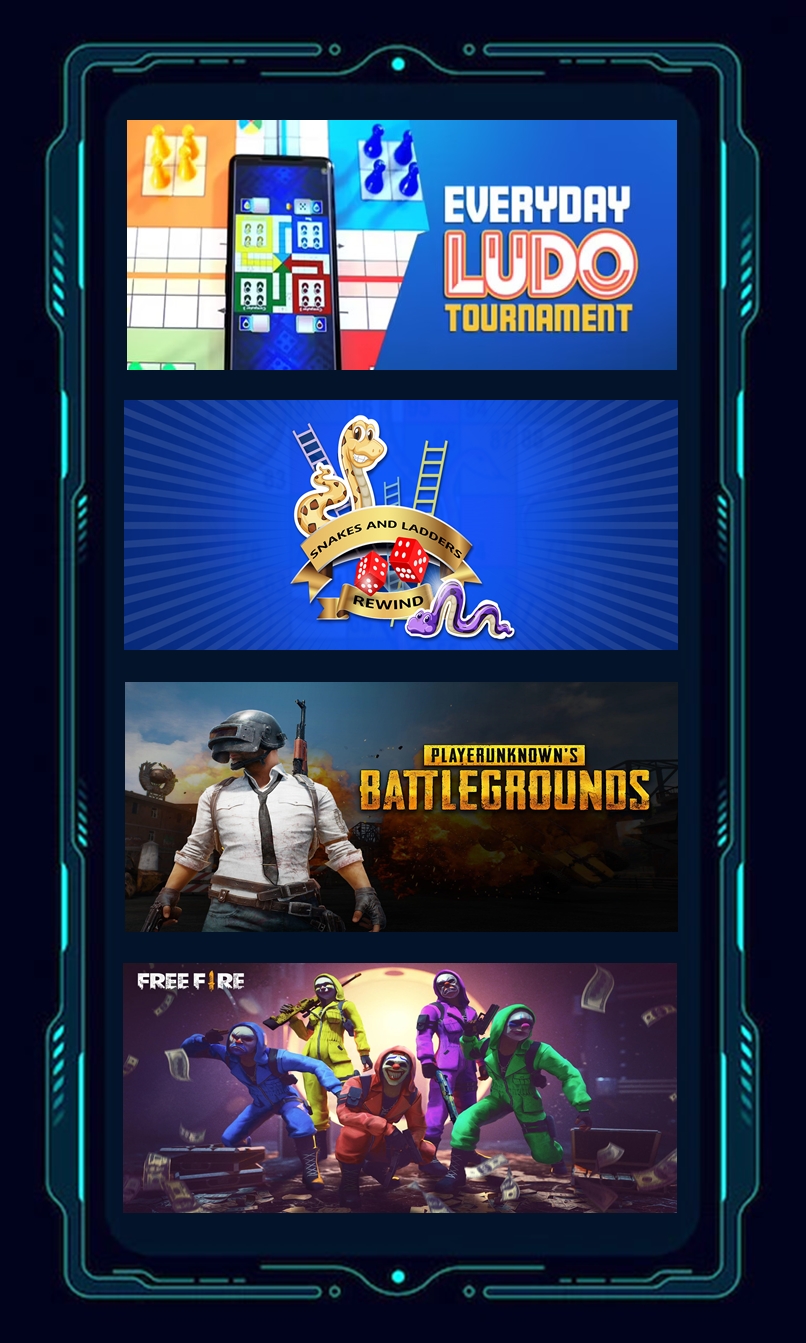 EVERYDAY
LUDO
TOURNAMENT
SNAKES AND LADDERS
REWIND
PLAYERUNKNOWN'S
BATTLEGROUNDS
FREE FIRE